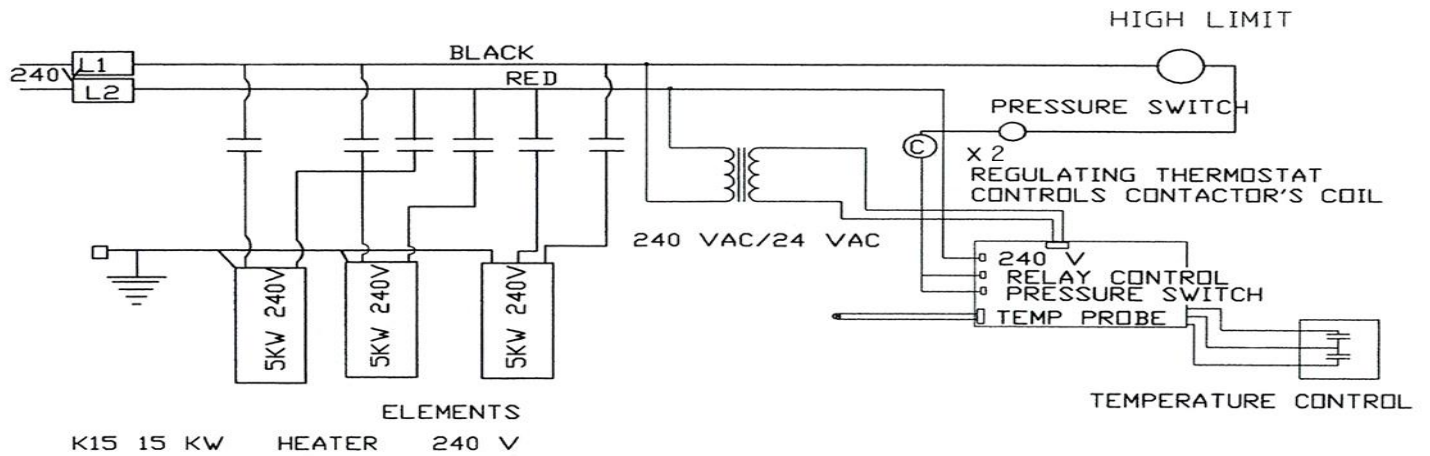 HIGH LIMIT
BLACK
L1
240V
RED
L2
PRESSURE SWITCH
C
X 2
REGULATING THERMOSTAT
CONTROLS CONTACTOR'S COIL
240 VAC/24 VAC
240 V
RELAY CONTROL
PRESSURE SWITCH
TEMP PROBE
5KW 240V
5KW 240V
5KW 240V
TEMPERATURE CONTROL
ELEMENTS
K15 15 KW HEATER 240 V